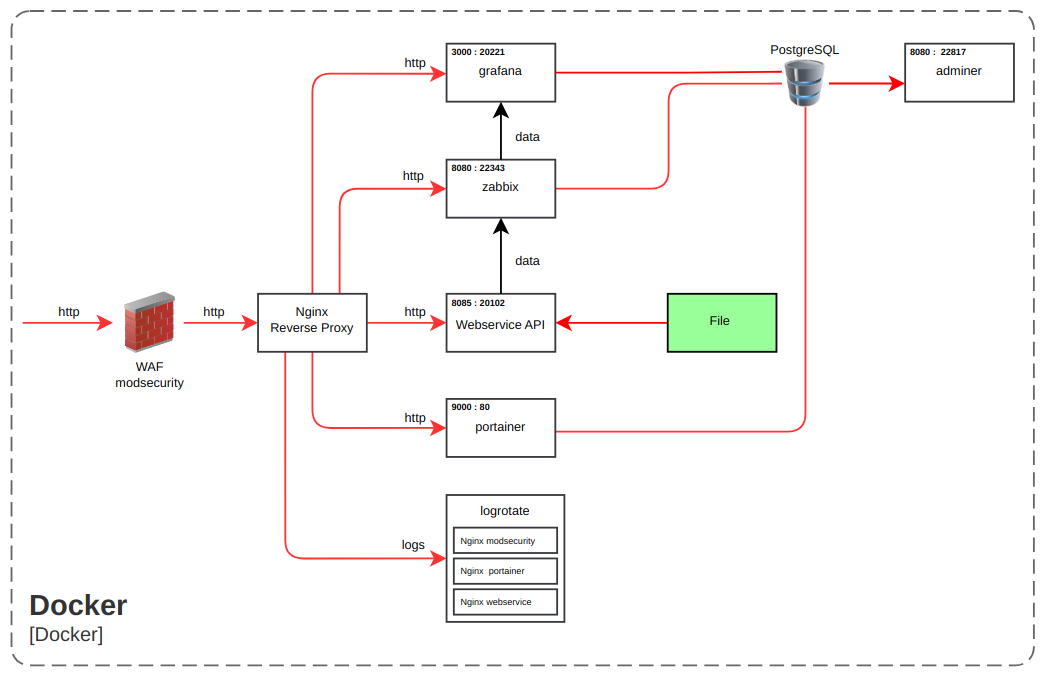 PostgreSQL
3000 : 20221
grafana
8080 : 22817
adminer
http
data
8080 : 22343
zabbix
http
data
http
http
Nginx
Reverse Proxy
http
8085 : 20102
Webservice API
File
WAF
modsecurity
http
9000 : 80
portainer
logrotate
Nginx modsecurity
Nginx portainer
Nginx webservice
logs
Docker
[Docker]